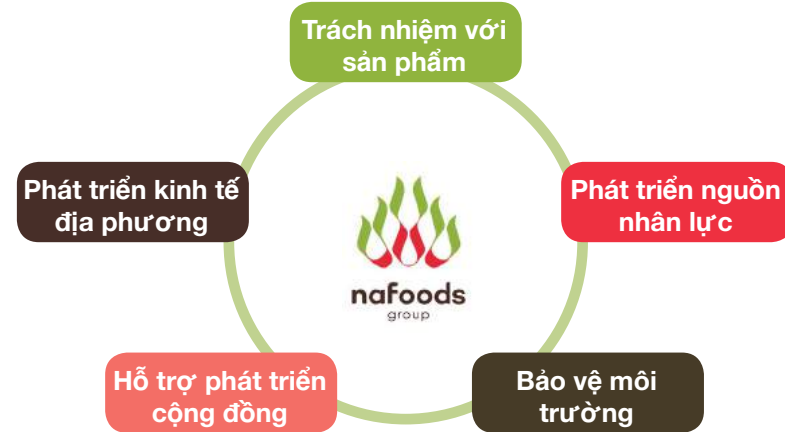 Trách nhiệm với
sản phẩm
Phát triển kinh tế
địa phương
Phát triển nguồn
nhân lực
nafoods
group
Hỗ trợ phát triển
cộng đồng
Bảo vệ môi
trường